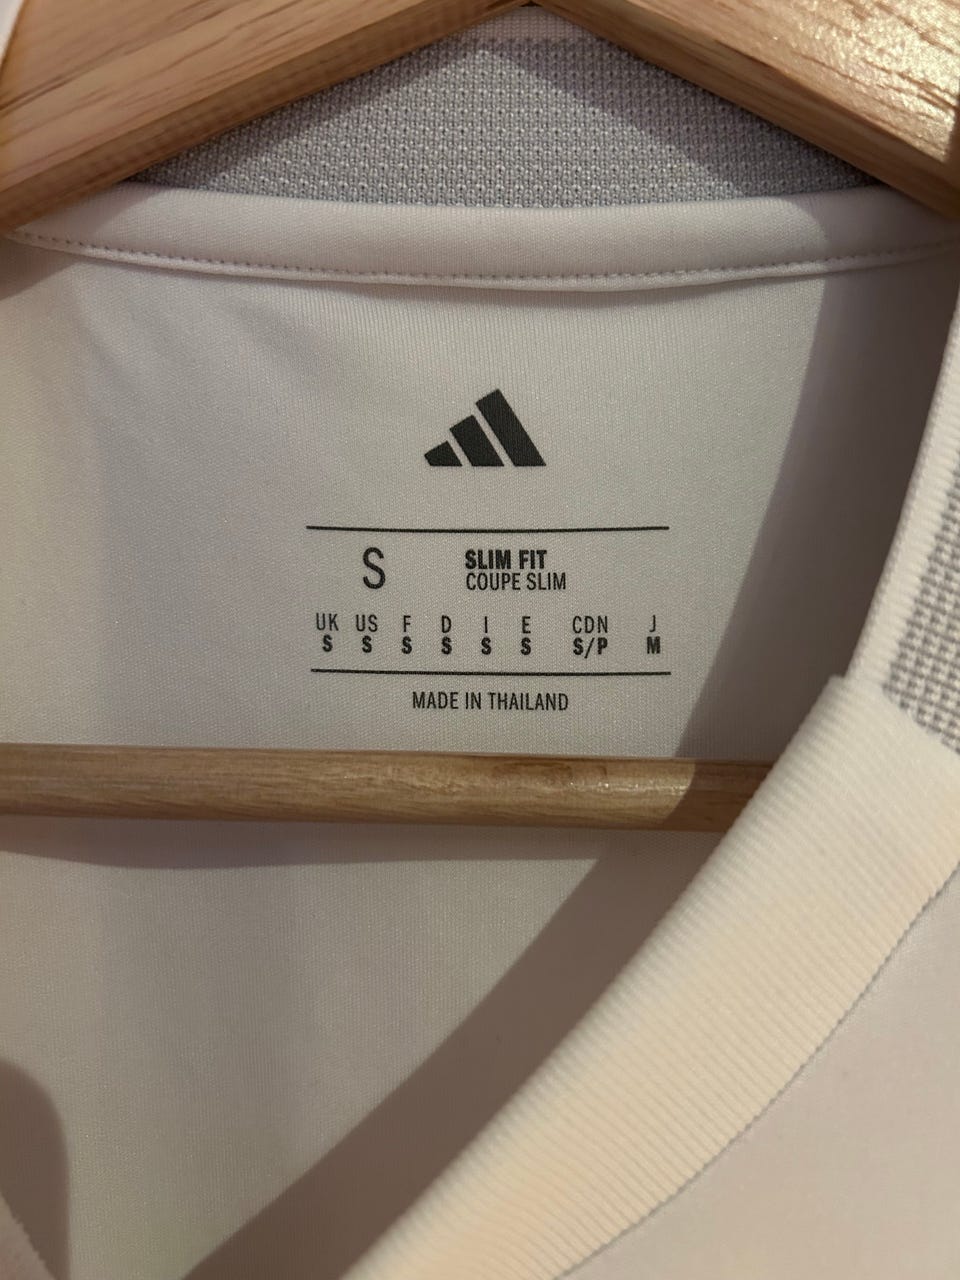 S
SLIM FIT
COUPE SLIM
UK US F D I E CDN J
S S S S S S S/P M
MADE IN THAILAND